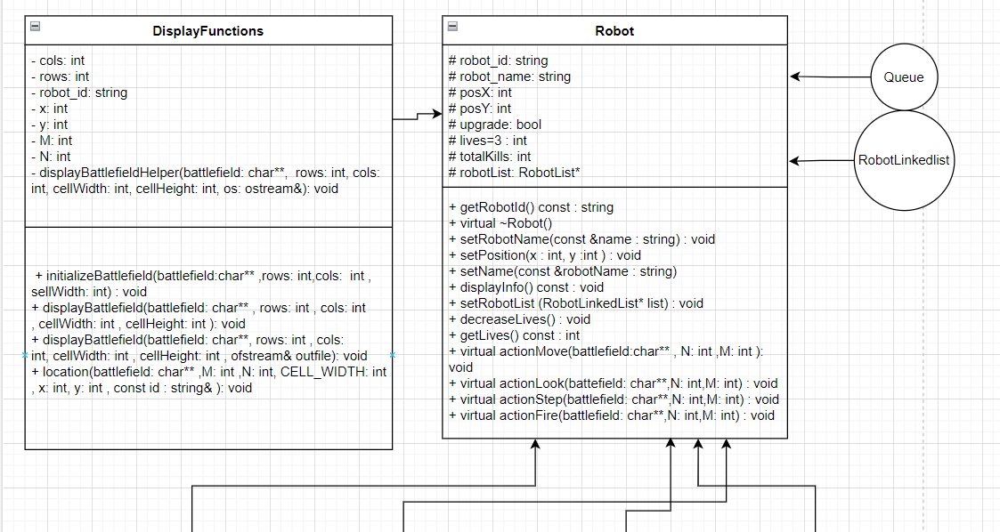 DisplayFunctions
- cols: int
- rows: int
- robot_id: string
- x: int
- y: int
- M: int
- N: int
- displayBattlefieldHelper(battlefield: char**, rows: int, cols:
int, cellWidth: int, cellHeight: int, os: ostream&): void
+ initializeBattlefield(battlefield:char** ,rows: int,cols: int ,
sellWidth: int) : void
+ displayBattlefield(battlefield: char** , rows: int , cols: int
, cellWidth: int , cellHeight: int ): void
+ displayBattlefield(battlefield: char**, rows: int , cols:
int, cellWidth: int , cellHeight: int , ofstream& outfile): void
+ location(battlefield: char** ,M: int ,N: int, CELL_WIDTH: int
, x: int, y: int , const id : string& ): void
Robot
# robot_id: string
# robot_name: string
# posX: int
# posY: int
# upgrade: bool
# lives=3 : int
# totalKills: int
# robotList: RobotList*
+ getRobotId() const : string
+ virtual ~Robot()
+ setRobotName(const &name : string) : void
+ setPosition(x : int, y :int ) : void
+ setName(const &robotName : string)
+ displayInfo() const : void
+ setRobotList (RobotLinkedList* list) : void
+ decreaseLives() : void
+ getLives() const : int
+ virtual actionMove(battlefield:char** , N: int ,M: int ):
void
+ virtual actionLook(battefield: char**,N: int,M: int) : void
+ virtual actionStep(battlefield: char**,N: int,M: int) : void
+ virtual actionFire(battlefield: char**,N: int,M: int) : void
Queue
RobotLinkedlist